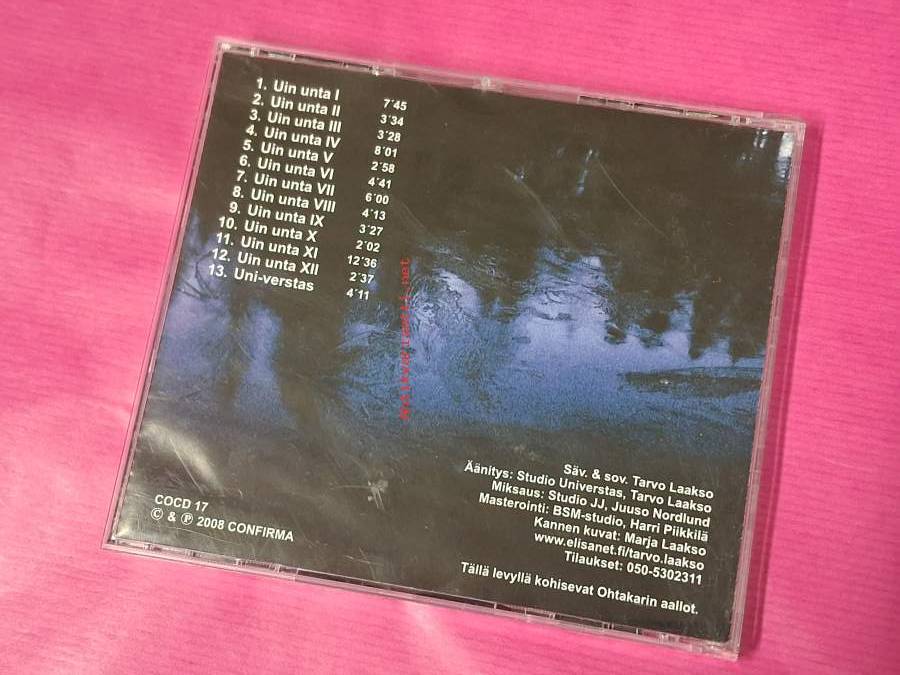 1. Uin unta I 7´45
2. Uin unta II 3´34
3. Uin unta III 3´28
4. Uin unta IV 8´01
5. Uin unta V 2´58
6. Uin unta VI 4´41
7. Uin unta VII 6´00
8. Uin unta VIII 4´13
9. Uin unta IX 3´27
10. Uin unta X 2´02
11. Uin unta XI 12´36
12. Uin unta XII 2´37
13. Uni-verstas 4´11
Säv. & sov. Tarvo Laakso
Äänitys: Studio Universtas, Tarvo Laakso
Miksaus: Studio JJ, Juuso Nordlund
Masterointi: BSM-studio, Harri Piikkilä
Kannen kuvat: Marja Laakso
www.elisanet.fi/tarvo.laakso
Tilaukset: 050-5302311
Tällä levyllä kohisevat Ohtakarin aallot.
COCD 17
© & ℗ 2008 CONFIRMA